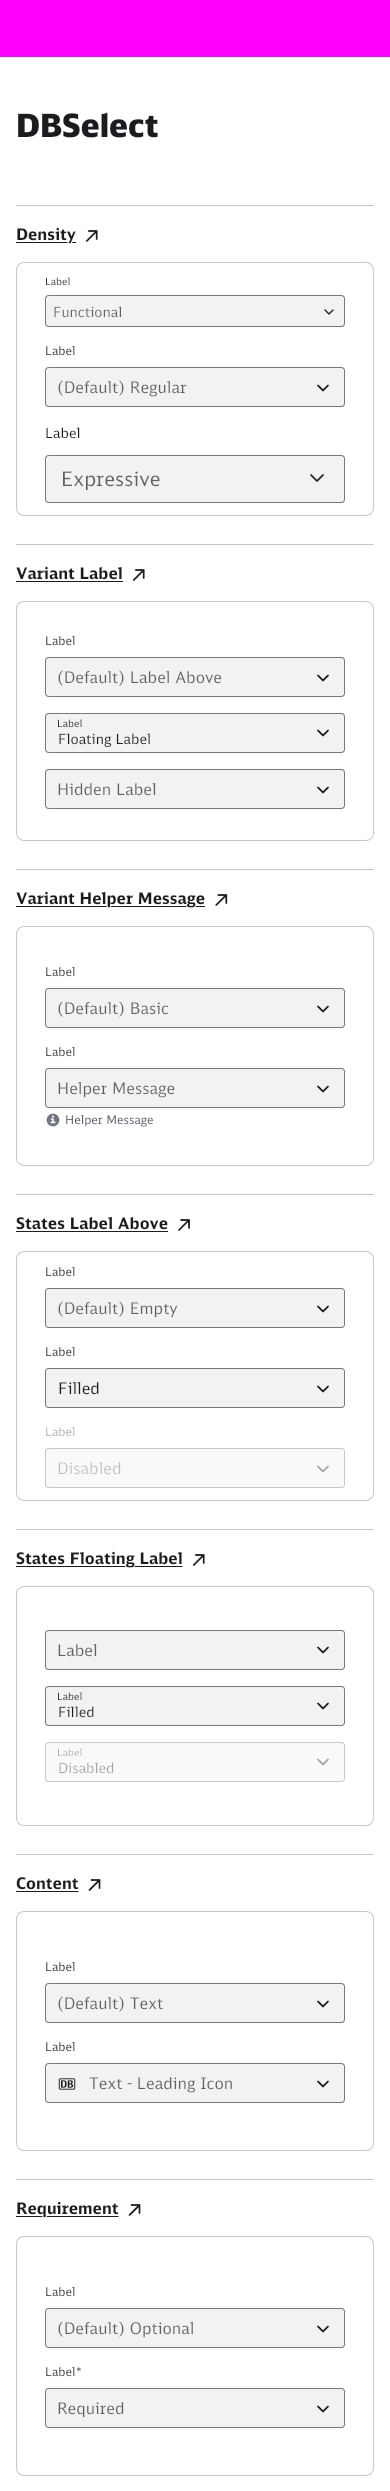 DBSelect
Density
Label
Functional
Label
(Default) Regular
Label
Expressive
Variant Label
Label
(Default) Label Above
Label
Floating Label
Hidden Label
Variant Helper Message
Label
(Default) Basic
Label
Helper Message
Helper Message
States Label Above
Label
(Default) Empty
Label
Filled
Label
Disabled
States Floating Label
Label
Label
Filled
Label
Disabled
Content
Label
(Default) Text
Label
DB Text - Leading Icon
Requirement
Label
(Default) Optional
Label*
Required